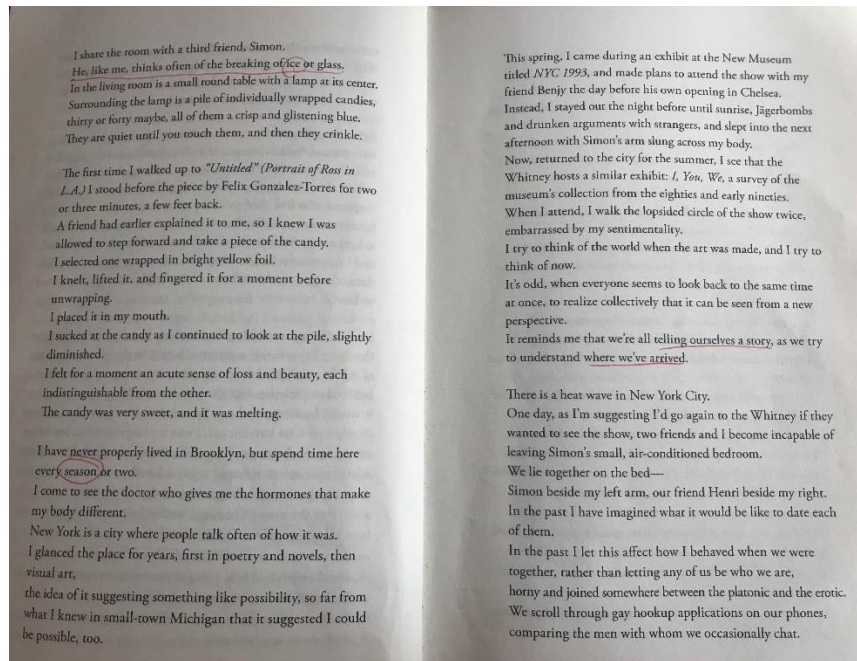 I share the room with a third friend, Simon.
He, like me, thinks often of the breaking of ice or glass.
In the living room is a small round table with a lamp at its center.
Surrounding the lamp is a pile of individually wrapped candies,
thirty or forty maybe, all of them a crisp and glistening blue.
They are quiet until you touch them, and then they crinkle.
The first time I walked up to "Untitled" (Portrait of Ross in
L.A.) I stood before the piece by Felix Gonzalez-Torres for two
or three minutes, a few feet back.
A friend had earlier explained it to me, so I knew I was
allowed to step forward and take a piece of the candy.
I selected one wrapped in bright yellow foil.
I knelt, lifted it, and fingered it for a moment before
unwrapping.
I placed it in my mouth.
I sucked at the candy as I continued to look at the pile, slightly
diminished.
I felt for a moment an acute sense of loss and beauty, each
indistinguishable from the other.
The candy was very sweet, and it was melting.
I have never properly lived in Brooklyn, but spend time here
every season or two.
I come to see the doctor who gives me the hormones that make
my body different.
New York is a city where people talk often of how it was.
I glanced the place for years, first in poetry and novels, then
visual art,
the idea of it suggesting something like possibility, so far from
what I knew in small-town Michigan that it suggested I could
be possible, too.
This spring, I came during an exhibit at the New Museum
titled NYC 1993, and made plans to attend the show with my
friend Benjy the day before his own opening in Chelsea.
Instead, I stayed out the night before until sunrise, Jägerbombs
and drunken arguments with strangers, and slept into the next
afternoon with Simon's arm slung across my body.
Now, returned to the city for the summer, I see that the
Whitney hosts a similar exhibit: I, You, We, a survey of the
museum's collection from the eighties and early nineties.
When I attend, I walk the lopsided circle of the show twice,
embarrassed by my sentimentality.
I try to think of the world when the art was made, and I try to
think of now.
It's odd, when everyone seems to look back to the same time
at once, to realize collectively that it can be seen from a new
perspective.
It reminds me that we're all telling ourselves a story, as we try
to understand where we've arrived.
There is a heat wave in New York City.
One day, as I'm suggesting I'd go again to the Whitney if they
wanted to see the show, two friends and I become incapable of
leaving Simon's small, air-conditioned bedroom.
We lie together on the bed—
Simon beside my left arm, our friend Henri beside my right.
In the past I have imagined what it would be like to date each
of them.
In the past I let this affect how I behaved when we were
together, rather than letting any of us be who we are,
horny and joined somewhere between the platonic and the erotic.
We scroll through gay hookup applications on our phones,
comparing the men with whom we occasionally chat.